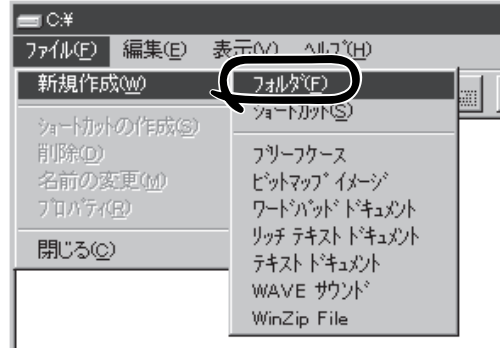 C:¥
ファイル(F) 編集(E) 表示(V) ヘルプ(H)
新規作成(W)
ショートカットの作成(S)
削除(D)
名前の変更(M)
プロパティ(R)
閉じる(C)
フォルダ(F)
ショートカット(S)
ブリーフケース
ビットマップ イメージ
ワードパッド ドキュメント
リッチ テキスト ドキュメント
テキスト ドキュメント
WAVE サウンド
WinZip File